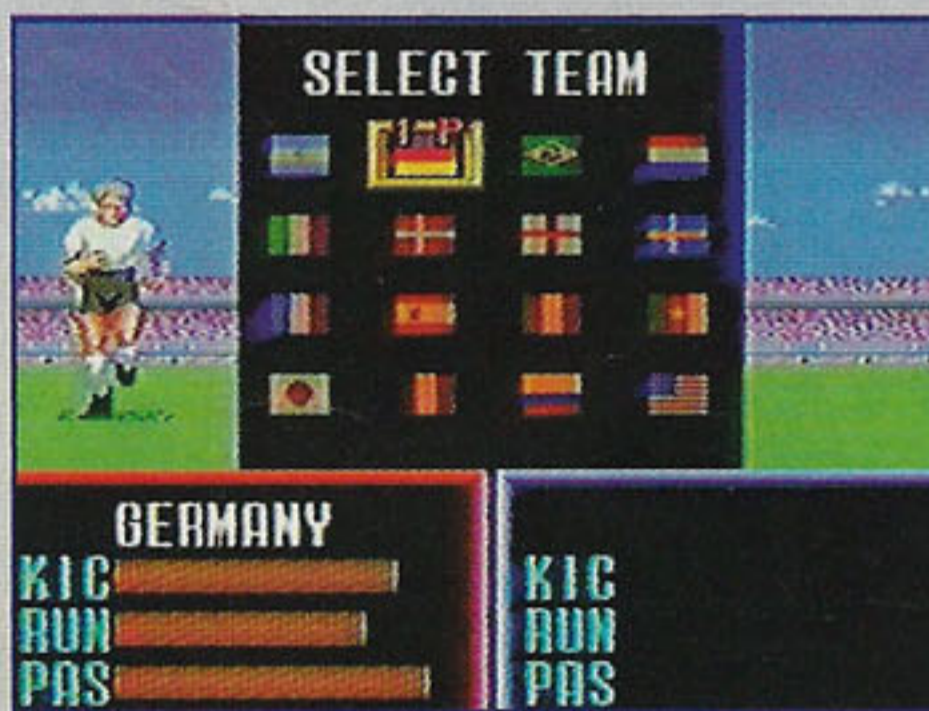 SELECT TEAM
1-P
GERMANY
KIC
RUN
PAS
KIC
RUN
PAS